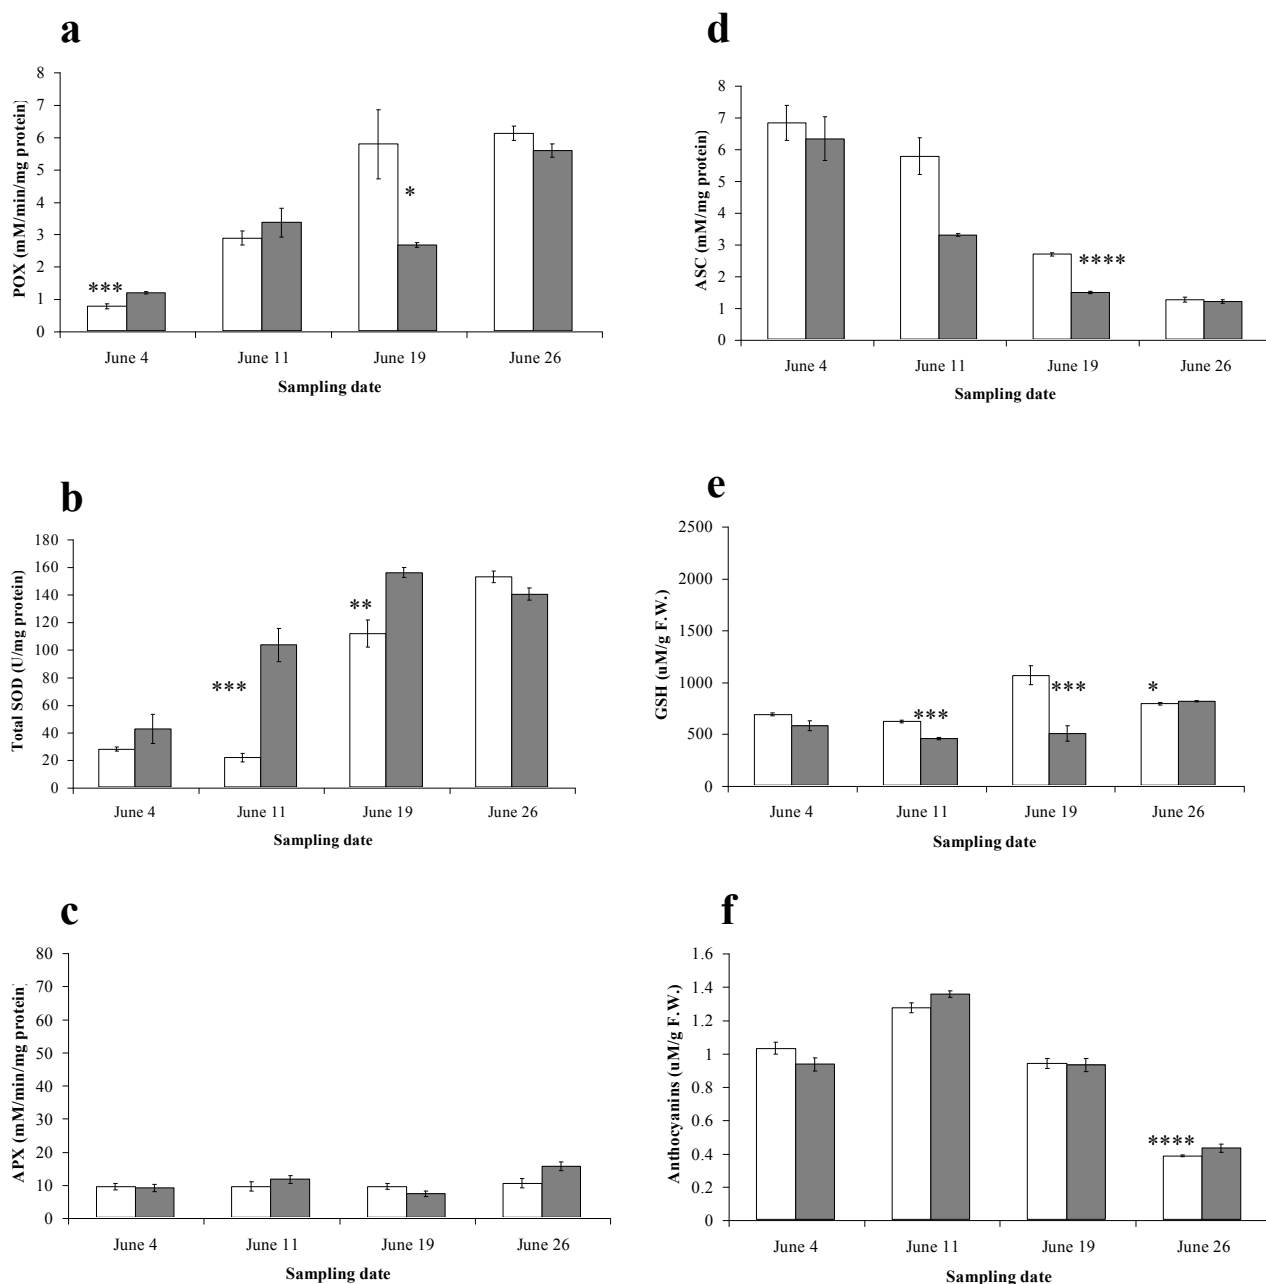 a
POX (mM/min/mg protein)
8
7
6
5
4
3
2
1
0
***
*
June 4 June 11 June 19 June 26
Sampling date
b
Total SOD (U/mg protein)
180
160
140
120
100
80
60
40
20
0
***
**
June 4 June 11 June 19 June 26
Sampling date
c
APX (mM/min/mg protein)
80
70
60
50
40
30
20
10
0
June 4 June 11 June 19 June 26
Sampling date
d
ASC (mM/mg protein)
8
7
6
5
4
3
2
1
0
****
June 4 June 11 June 19 June 26
Sampling date
e
GSH (uM/g F.W.)
2500
2000
1500
1000
500
0
***
***
*
June 4 June 11 June 19 June 26
Sampling date
f
Anthocyanins (uM/g F.W.)
1.6
1.4
1.2
1
0.8
0.6
0.4
0.2
0
****
June 4 June 11 June 19 June 26
Sampling date